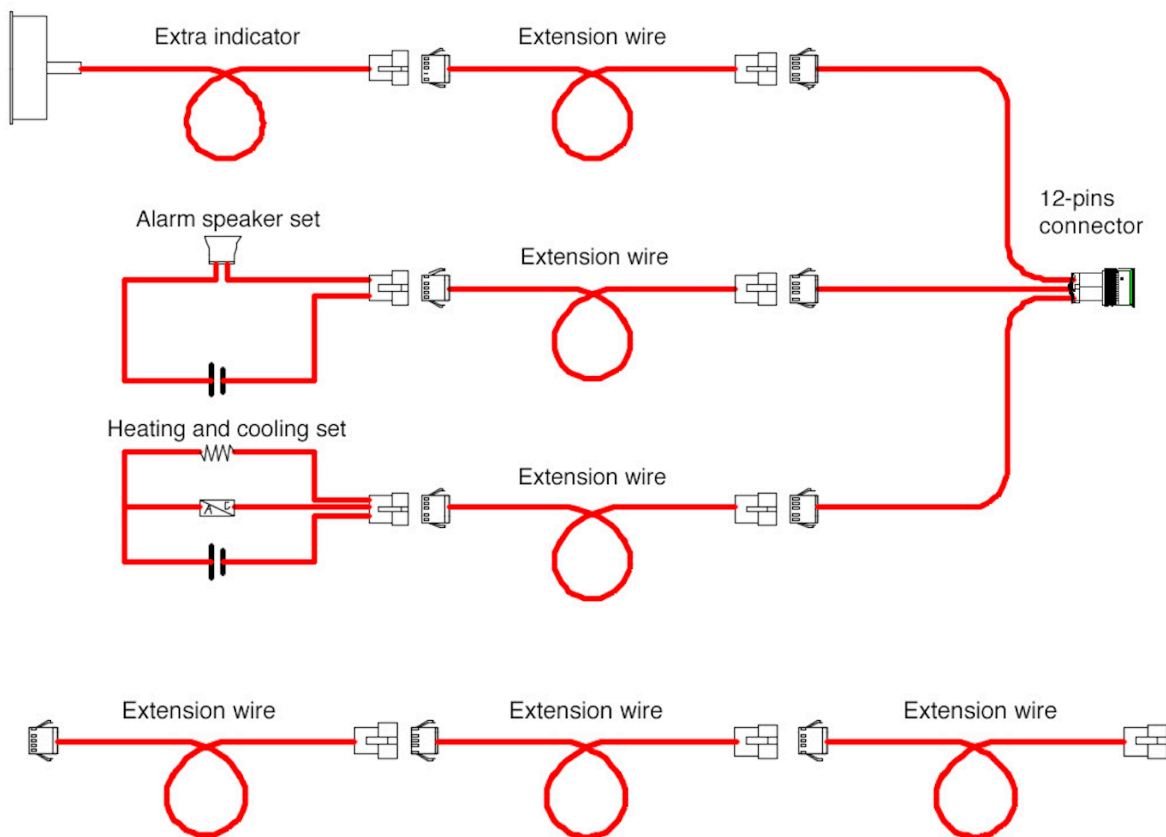 Extra indicator
Extension wire
Alarm speaker set
Extension wire
12-pins
connector
Heating and cooling set
Extension wire
A C
Extension wire
Extension wire
Extension wire